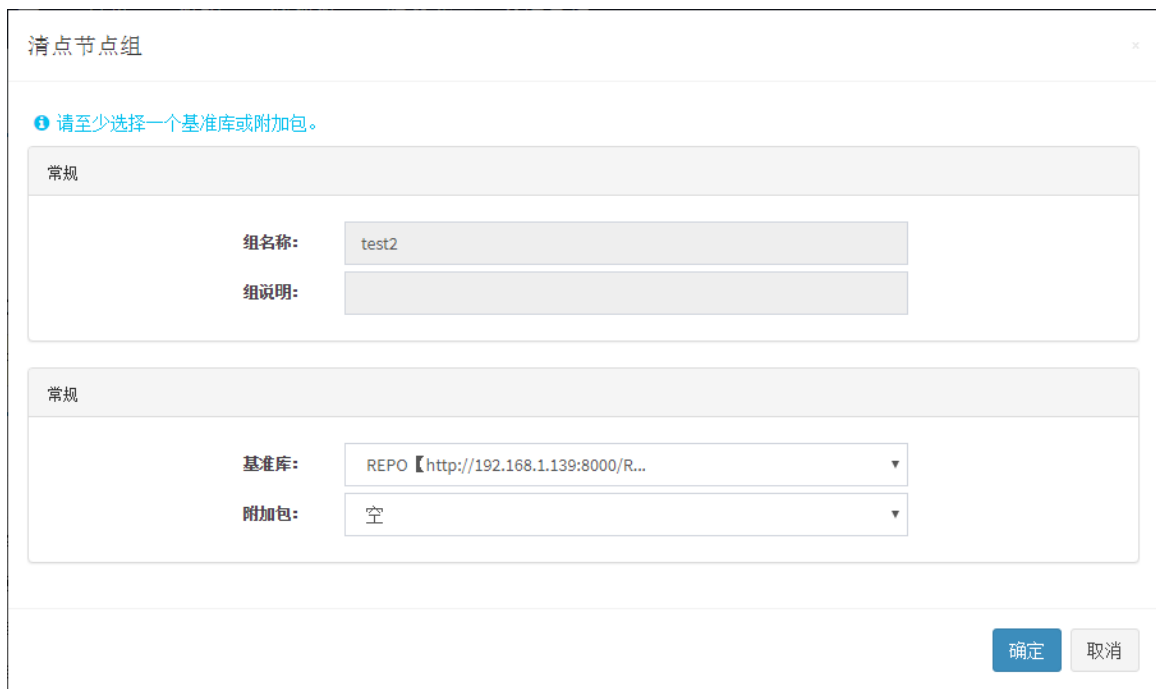 清点节点组
×
请至少选择一个基准库或附加包。
常规
组名称： test2
组说明：
常规
基准库： REPO【http://192.168.1.139:8000/R...
附加包： 空
确定 取消